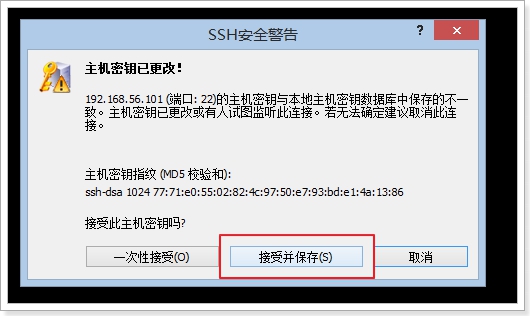 SSH安全警告
主机密钥已更改！
192.168.56.101 (端口: 22)的主机密钥与本地主机密钥数据库中保存的不一
致。主机密钥已更改或有人试图监听此连接。若无法确定建议取消此连
接。
主机密钥指纹 (MD5 校验和):
ssh-dsa 1024 77:71:e0:55:02:82:4c:97:50:e7:93:bd:e1:4a:13:86
接受此主机密钥吗?
一次性接受(O) 接受并保存(S) 取消